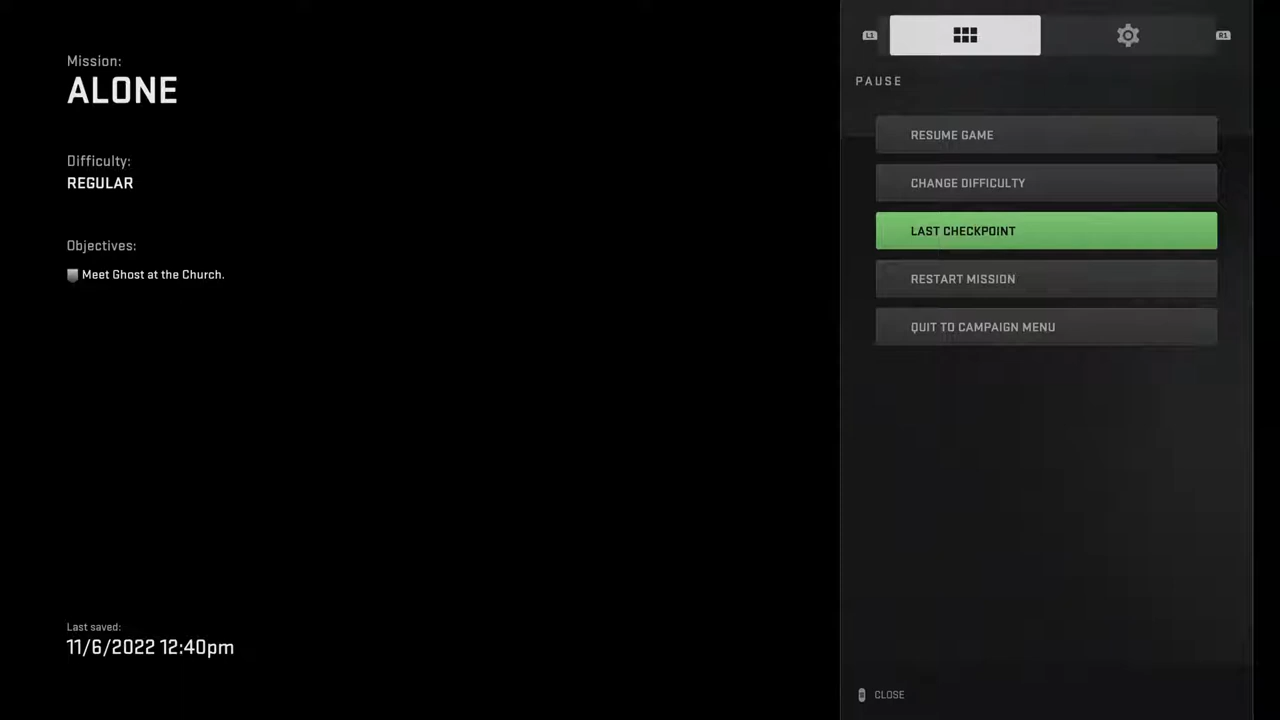 Mission:
ALONE
Difficulty:
REGULAR
Objectives:
Meet Ghost at the Church.
Last saved:
11/6/2022 12:40pm
L1
R1
PAUSE
RESUME GAME
CHANGE DIFFICULTY
LAST CHECKPOINT
RESTART MISSION
QUIT TO CAMPAIGN MENU
CLOSE